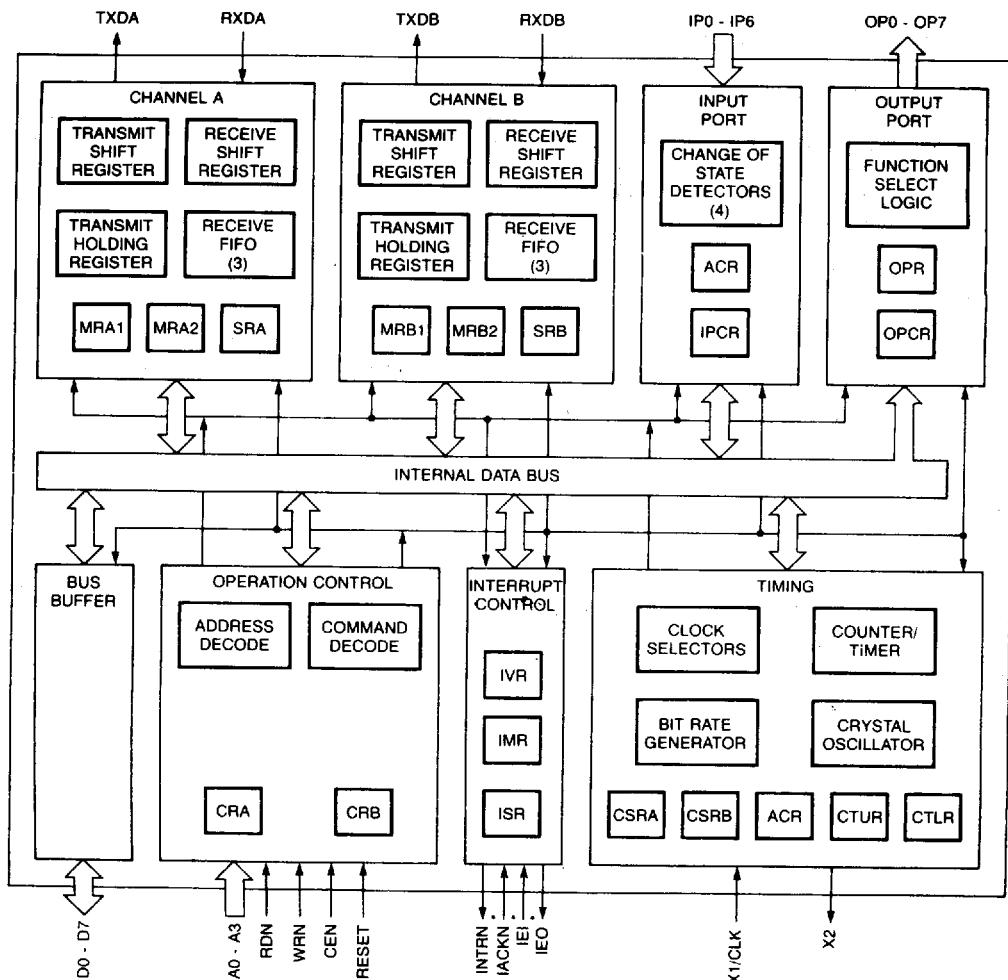 TXDA
RXDA
TXDB
RXDB
IP0 - IP6
OP0 - OP7
CHANNEL A
TRANSMIT
SHIFT
REGISTER
RECEIVE
SHIFT
REGISTER
TRANSMIT
HOLDING
REGISTER
RECEIVE
FIFO
(3)
MRA1
MRA2
SRA
CHANNEL B
TRANSMIT
SHIFT
REGISTER
RECEIVE
SHIFT
REGISTER
TRANSMIT
HOLDING
REGISTER
RECEIVE
FIFO
(3)
MRB1
MRB2
SRB
INPUT
PORT
CHANGE OF
STATE
DETECTORS
(4)
ACR
IPCR
OUTPUT
PORT
FUNCTION
SELECT
LOGIC
OPR
OPCR
INTERNAL DATA BUS
BUS
BUFFER
OPERATION CONTROL
ADDRESS
DECODE
COMMAND
DECODE
CRA
CRB
INTERRUPT
CONTROL
IVR
IMR
ISR
TIMING
CLOCK
SELECTORS
COUNTER/
TiMER
BIT RATE
GENERATOR
CRYSTAL
OSCILLATOR
CSRA
CSRB
ACR
CTUR
CTLR
D0 - D7
A0 - A3
RDN
WRN
CEN
RESET
INTRN
IACKN
IEI
IEO
X1/CLK
X2